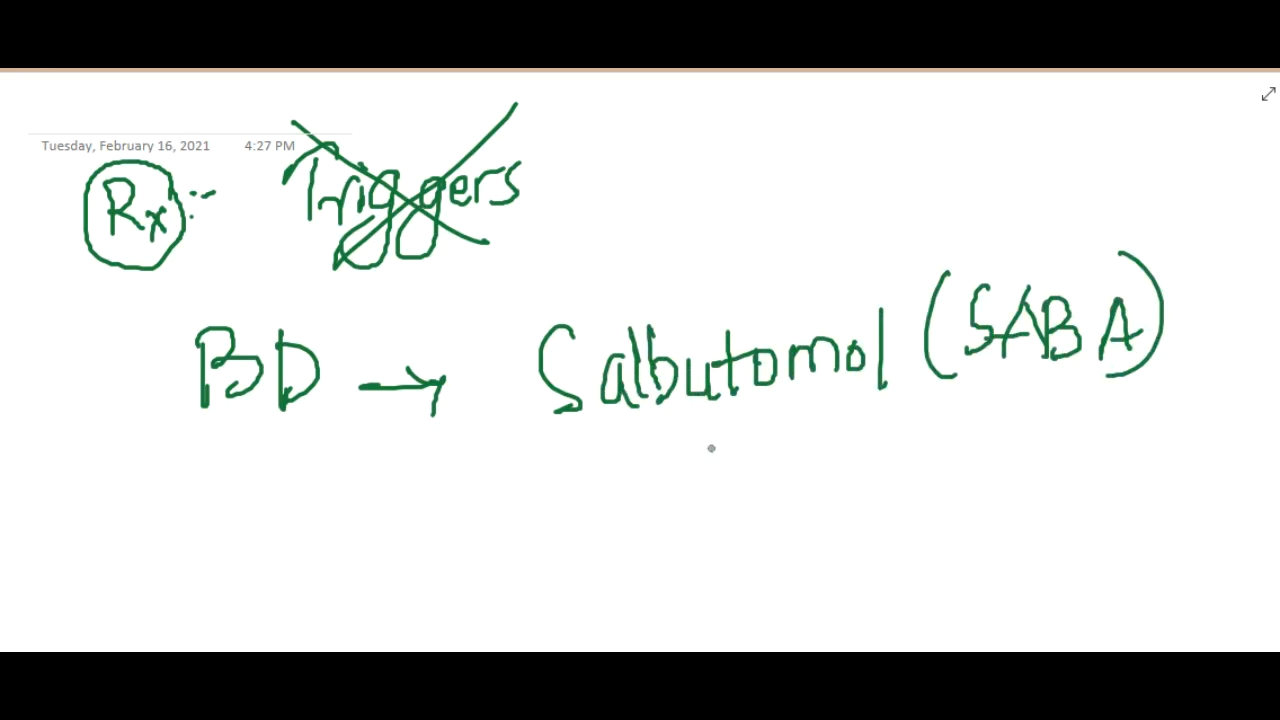 Tuesday, February 16, 2021 4:27 PM
Rx :- Triggers
BD → Salbutomol (SABA)